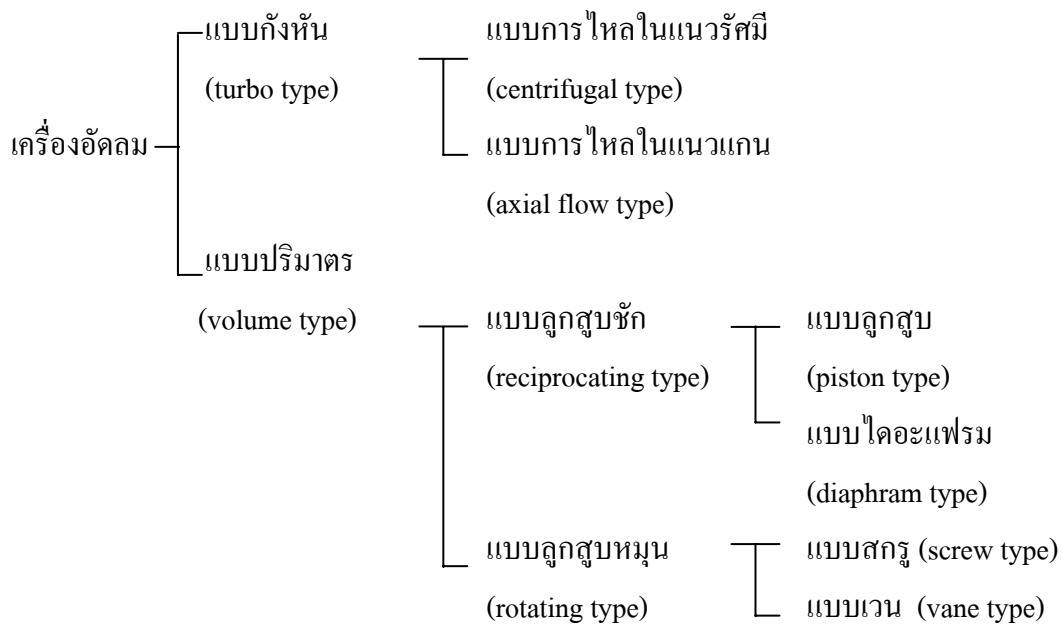 แบบกังหัน
(turbo type)
แบบการไหลในแนวรัศมี
(centrifugal type)
แบบการไหลในแนวแกน
(axial flow type)
เครื่องอัดลม
แบบปริมาตร
(volume type)
แบบลูกสูบชัก
(reciprocating type)
แบบลูกสูบ
(piston type)
แบบไดอะแฟรม
(diaphram type)
แบบลูกสูบหมุน
(rotating type)
แบบสกรู (screw type)
แบบเวน (vane type)